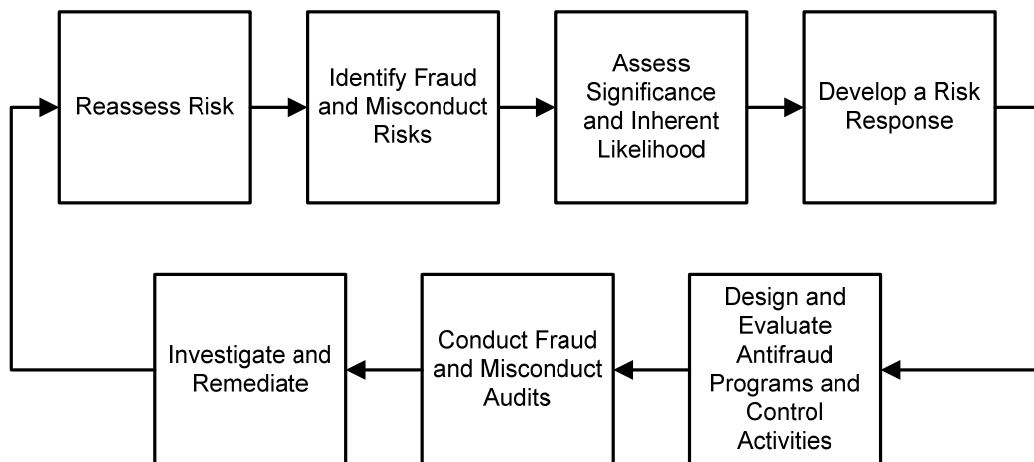 Reassess Risk
Identify Fraud
and Misconduct
Risks
Assess
Significance
and Inherent
Likelihood
Develop a Risk
Response
Design and
Evaluate
Antifraud
Programs and
Control
Activities
Conduct Fraud
and Misconduct
Audits
Investigate and
Remediate